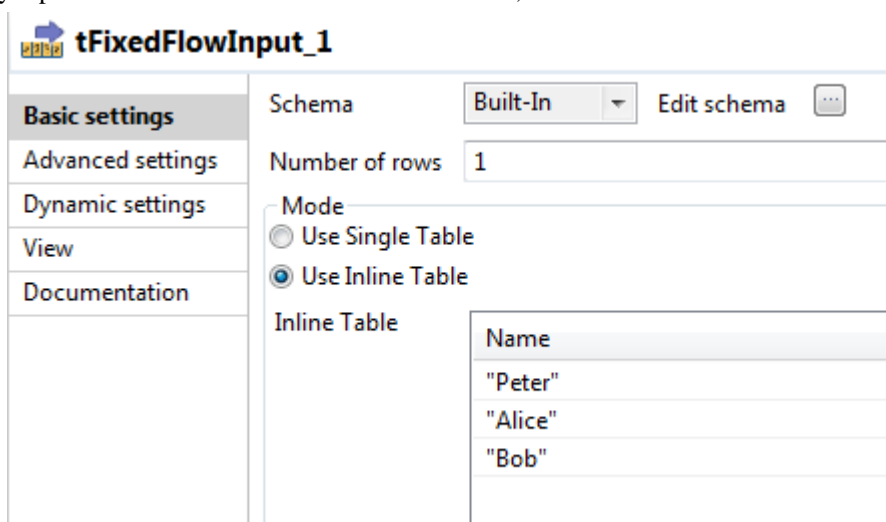 tFixedFlowInput_1
Basic settings
Advanced settings
Dynamic settings
View
Documentation
Schema Built-In Edit schema ...
Number of rows 1
Mode
Use Single Table
Use Inline Table
Inline Table
Name
"Peter"
"Alice"
"Bob"